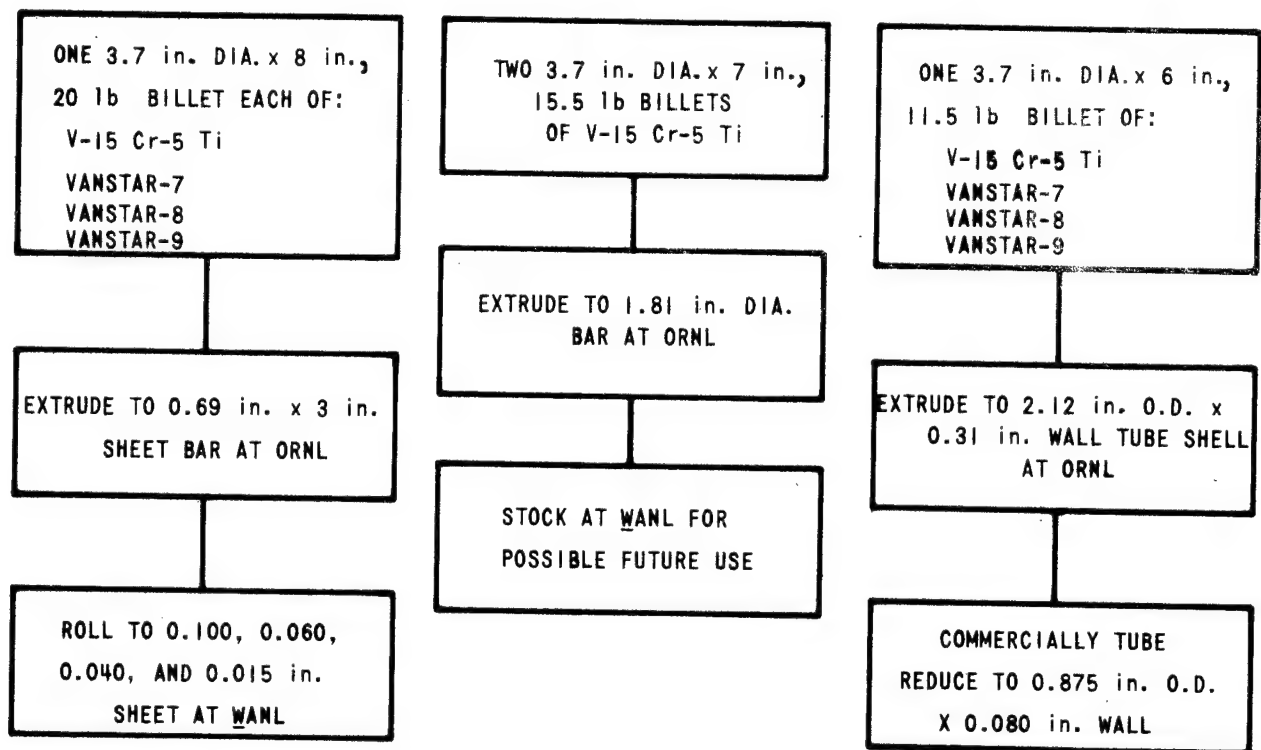 ONE 3.7 in. DIA. x 8 in.,
20 lb BILLET EACH OF:
V-15 Cr-5 Ti
VANSTAR-7
VANSTAR-8
VANSTAR-9
EXTRUDE TO 0.69 in. x 3 in.
SHEET BAR AT ORNL
ROLL TO 0.100, 0.060,
0.040, AND 0.015 in.
SHEET AT WANL
TWO 3.7 in. DIA. x 7 in.,
15.5 lb BILLETS
OF V-15 Cr-5 Ti
EXTRUDE TO 1.81 in. DIA.
BAR AT ORNL
STOCK AT WANL FOR
POSSIBLE FUTURE USE
ONE 3.7 in. DIA. x 6 in.,
11.5 lb BILLET OF:
V-15 Cr-5 Ti
VANSTAR-7
VANSTAR-8
VANSTAR-9
EXTRUDE TO 2.12 in. O.D. x
0.31 in. WALL TUBE SHELL
AT ORNL
COMMERCIALLY TUBE
REDUCE TO 0.875 in. O.D.
X 0.080 in. WALL